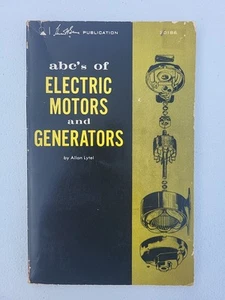 PUBLICATION
abc's of
ELECTRIC
MOTORS
and
GENERATORS
by Allan Lytel